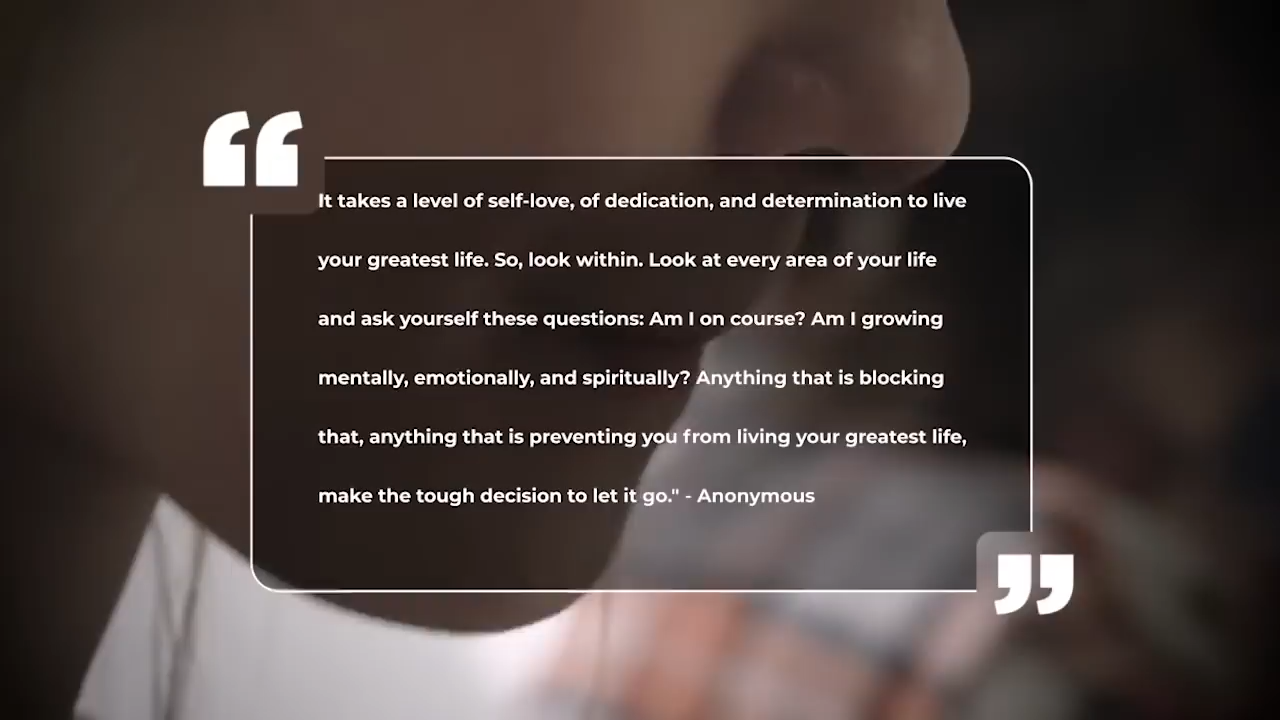 It takes a level of self-love, of dedication, and determination to live
your greatest life. So, look within. Look at every area of your life
and ask yourself these questions: Am I on course? Am I growing
mentally, emotionally, and spiritually? Anything that is blocking
that, anything that is preventing you from living your greatest life,
make the tough decision to let it go." - Anonymous